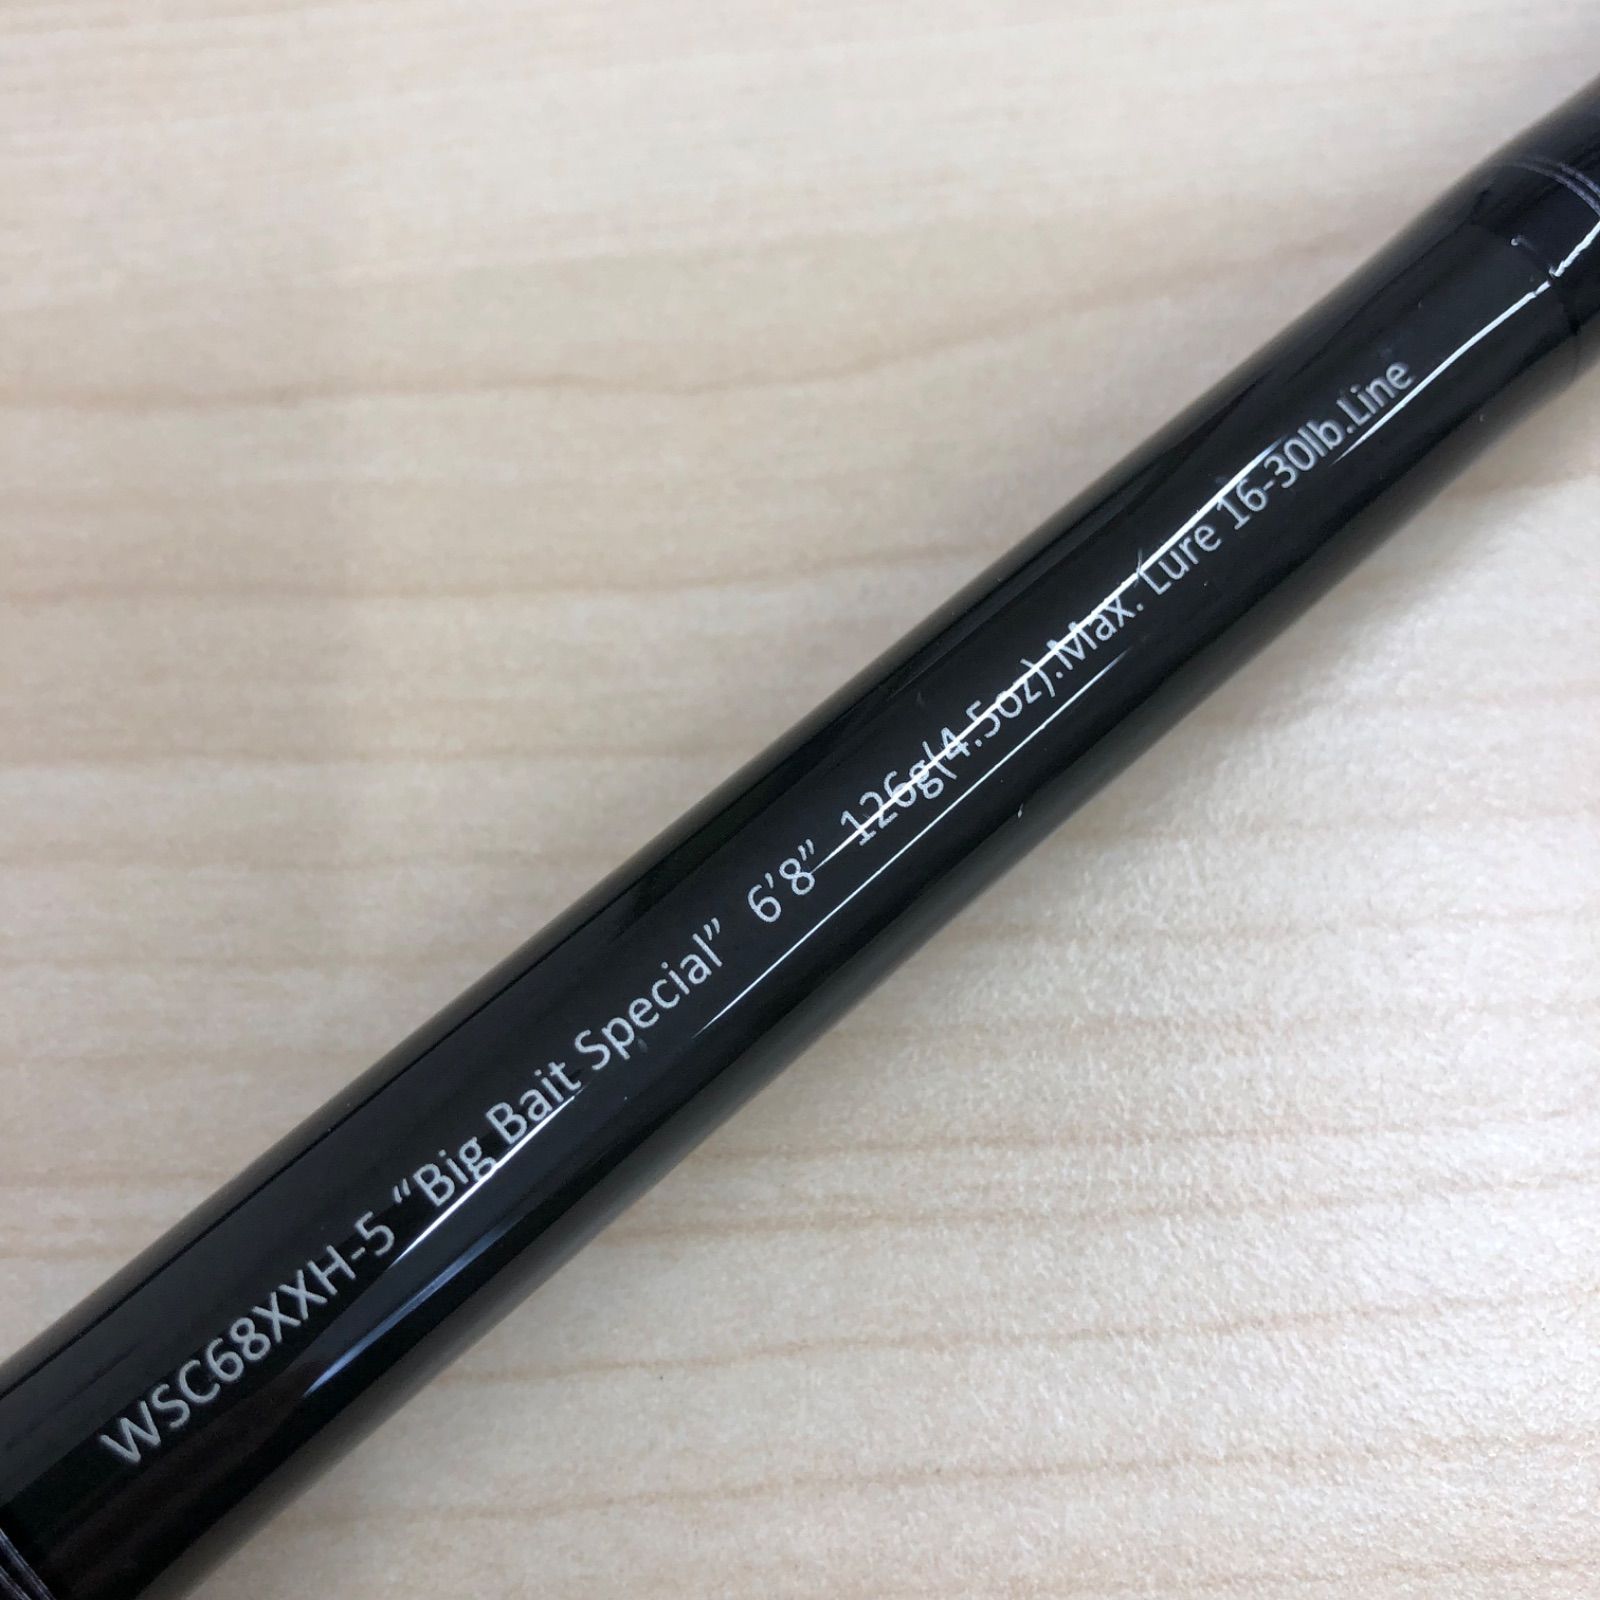 WSC68XXH-5 “Big Bait Special” 6’8” 126g(4.5oz).Max. Lure 16-30lb.Line